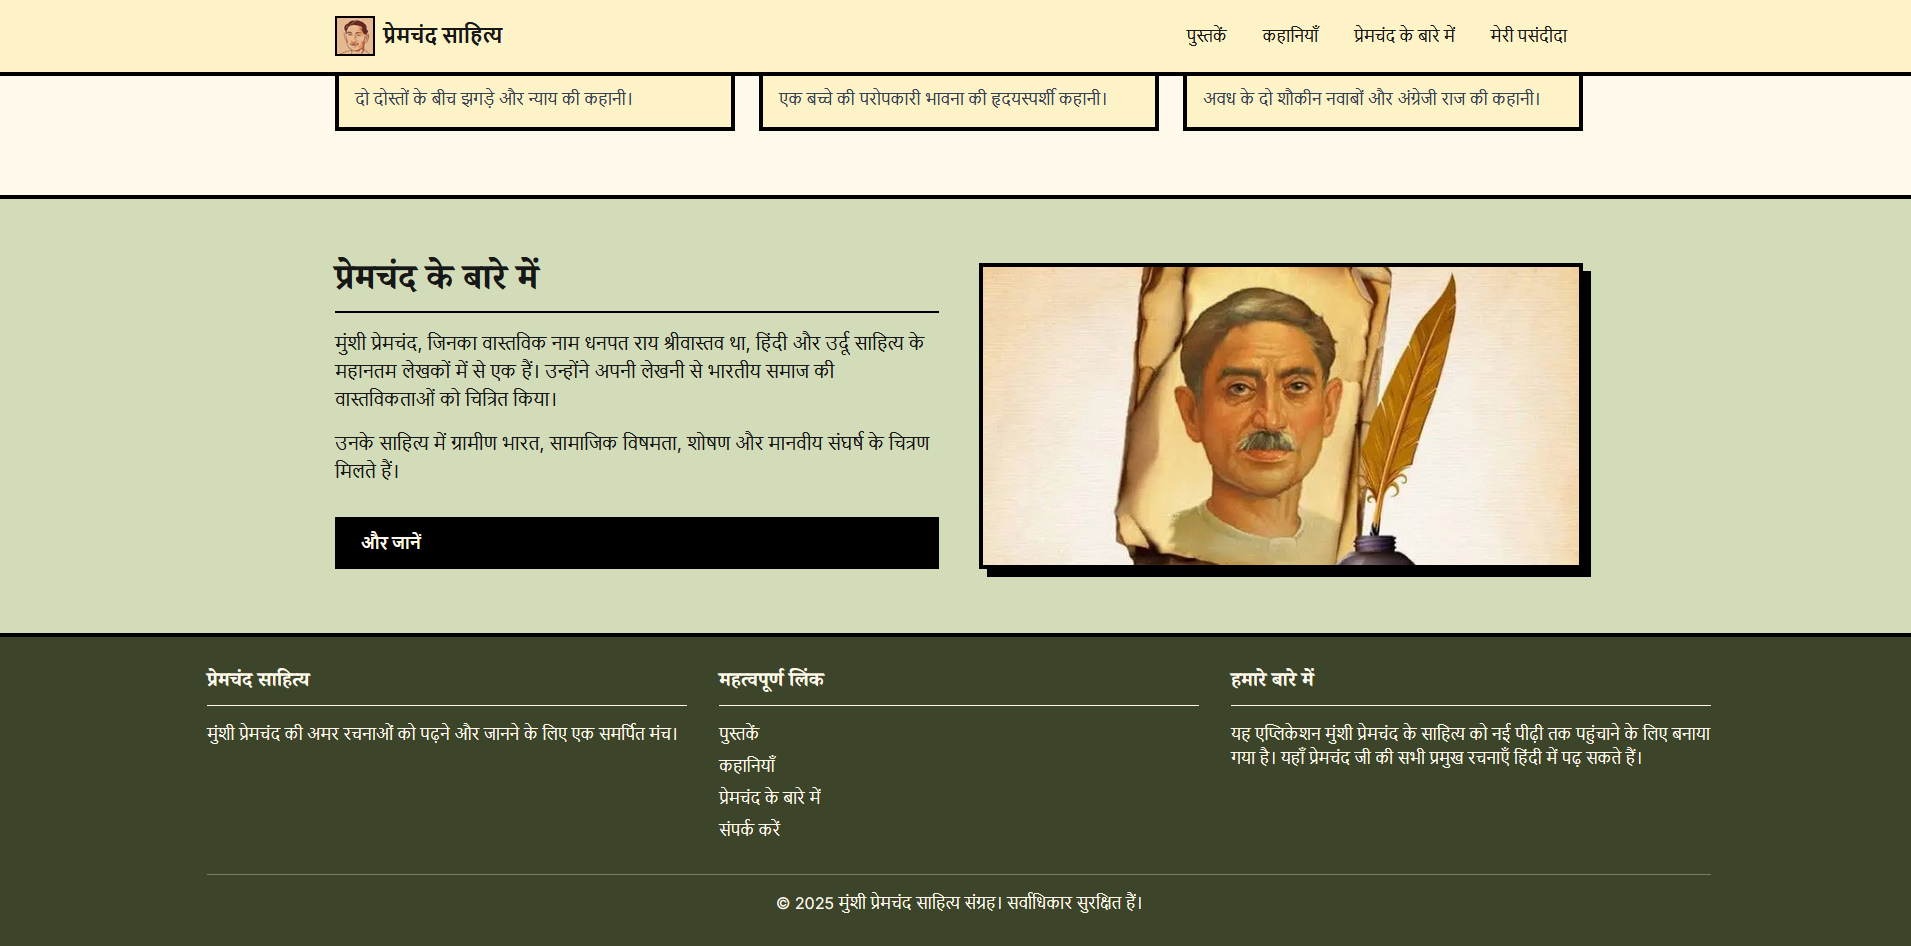 प्रेमचंद साहित्य
पुस्तकें
कहानियाँ
प्रेमचंद के बारे में
मेरी पसंदीदा
दो दोस्तों के बीच झगड़े और न्याय की कहानी।
एक बच्चे की परोपकारी भावना की हृदयस्पर्शी कहानी।
अवध के दो शौकीन नवाबों और अंग्रेजी राज की कहानी।
प्रेमचंद के बारे में
मुंशी प्रेमचंद, जिनका वास्तविक नाम धनपत राय श्रीवास्तव था, हिंदी और उर्दू साहित्य के
महानतम लेखकों में से एक हैं। उन्होंने अपनी लेखनी से भारतीय समाज की
वास्तविकताओं को चित्रित किया।
उनके साहित्य में ग्रामीण भारत, सामाजिक विषमता, शोषण और मानवीय संघर्ष के चित्रण
मिलते हैं।
और जानें
प्रेमचंद साहित्य
मुंशी प्रेमचंद की अमर रचनाओं को पढ़ने और जानने के लिए एक समर्पित मंच।
महत्वपूर्ण लिंक
पुस्तकें
कहानियाँ
प्रेमचंद के बारे में
संपर्क करें
हमारे बारे में
यह एप्लिकेशन मुंशी प्रेमचंद के साहित्य को नई पीढ़ी तक पहुंचाने के लिए बनाया
गया है। यहाँ प्रेमचंद जी की सभी प्रमुख रचनाएँ हिंदी में पढ़ सकते हैं।
© 2025 मुंशी प्रेमचंद साहित्य संग्रह। सर्वाधिकार सुरक्षित हैं।